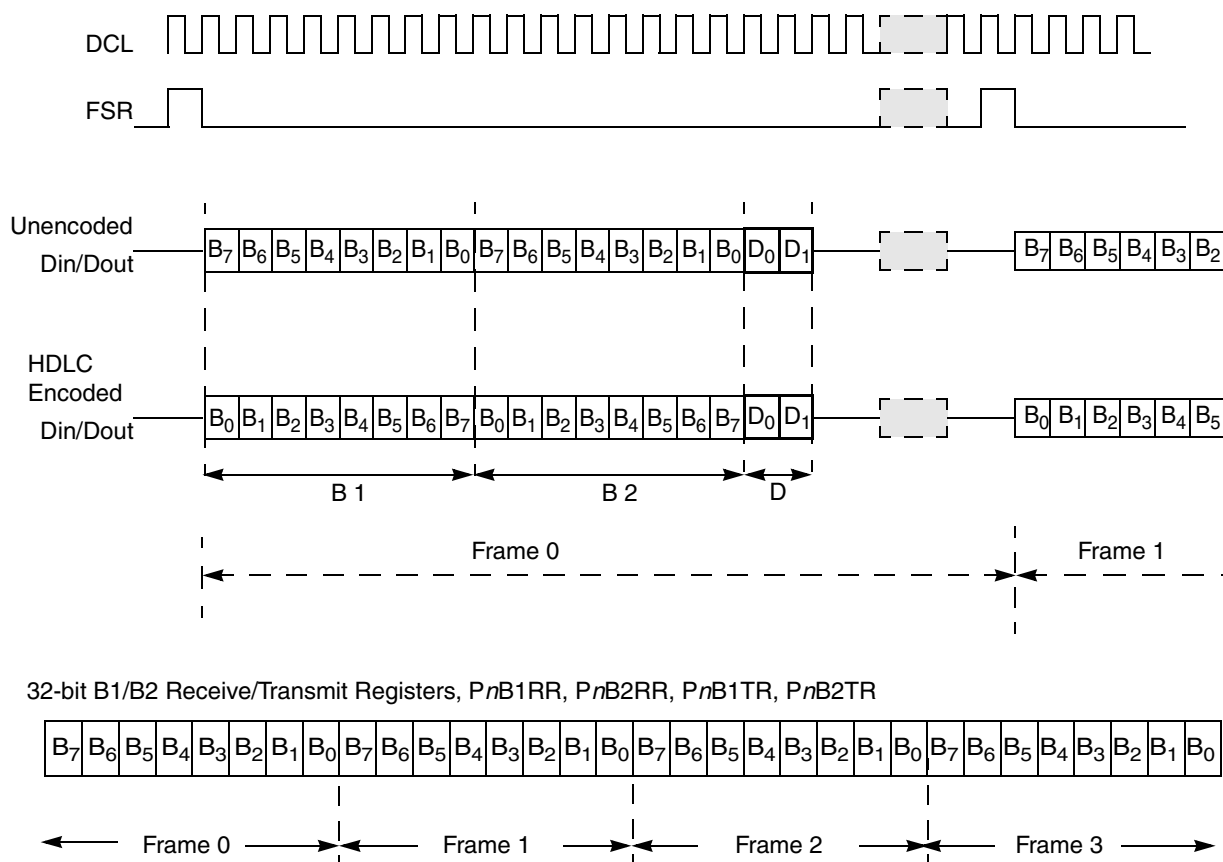 DCL
FSR
Unencoded
Din/Dout
B7 B6 B5 B4 B3 B2 B1 B0 B7 B6 B5 B4 B3 B2 B1 B0 D0 D1 B7 B6 B5 B4 B3 B2
HDLC
Encoded
Din/Dout
B0 B1 B2 B3 B4 B5 B6 B7 B0 B1 B2 B3 B4 B5 B6 B7 D0 D1 B0 B1 B2 B3 B4 B5
B 1 B 2 D
Frame 0 Frame 1
32-bit B1/B2 Receive/Transmit Registers, PnB1RR, PnB2RR, PnB1TR, PnB2TR
B7 B6 B5 B4 B3 B2 B1 B0 B7 B6 B5 B4 B3 B2 B1 B0 B7 B6 B5 B4 B3 B2 B1 B0 B7 B6 B5 B4 B3 B2 B1 B0
Frame 0 Frame 1 Frame 2 Frame 3